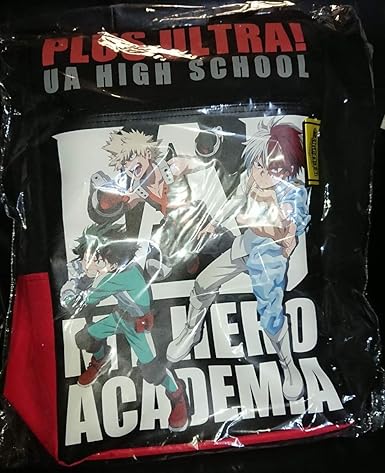 PLUS ULTRA!
UA HIGH SCHOOL
MY HERO
ACADEMIA